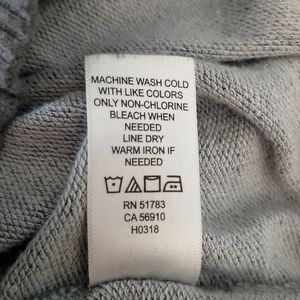 MACHINE WASH COLD
WITH LIKE COLORS
ONLY NON-CHLORINE
BLEACH WHEN
NEEDED
LINE DRY
WARM IRON IF
NEEDED
RN 51783
CA 56910
H0318